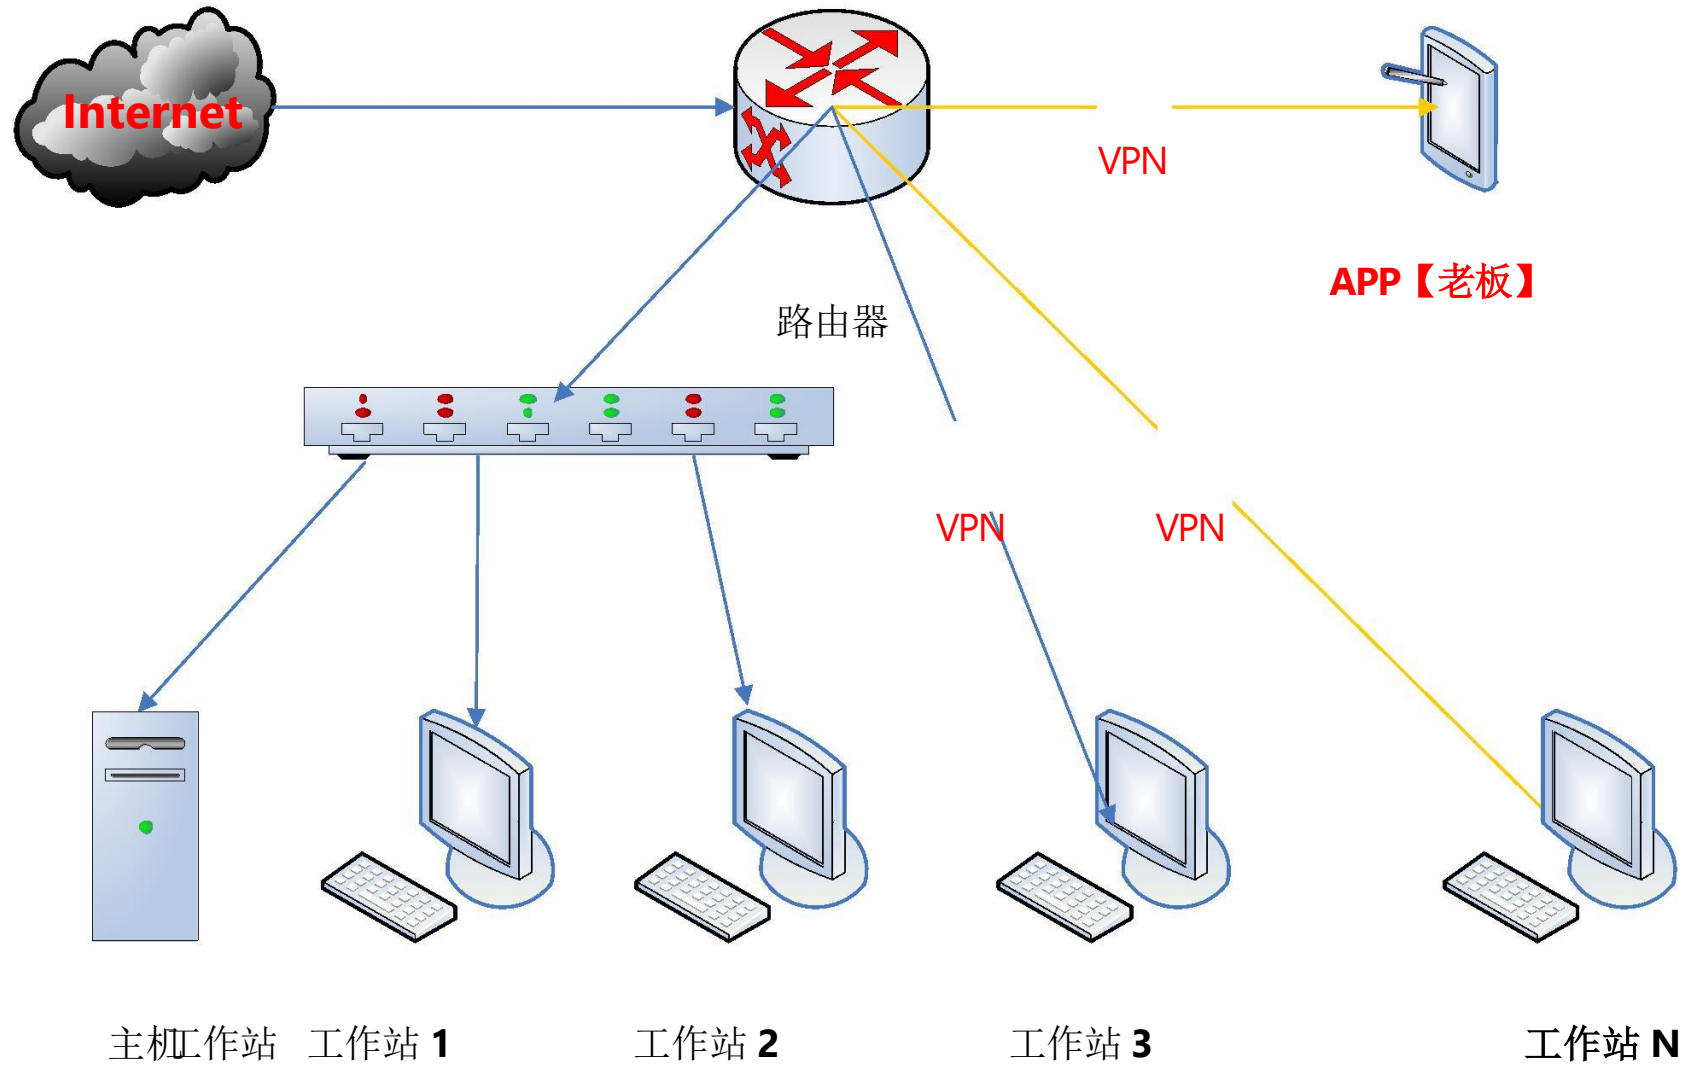 Internet
VPN
APP【老板】
路由器
VPN
VPN
主机工作站
工作站 1
工作站 2
工作站 3
工作站 N